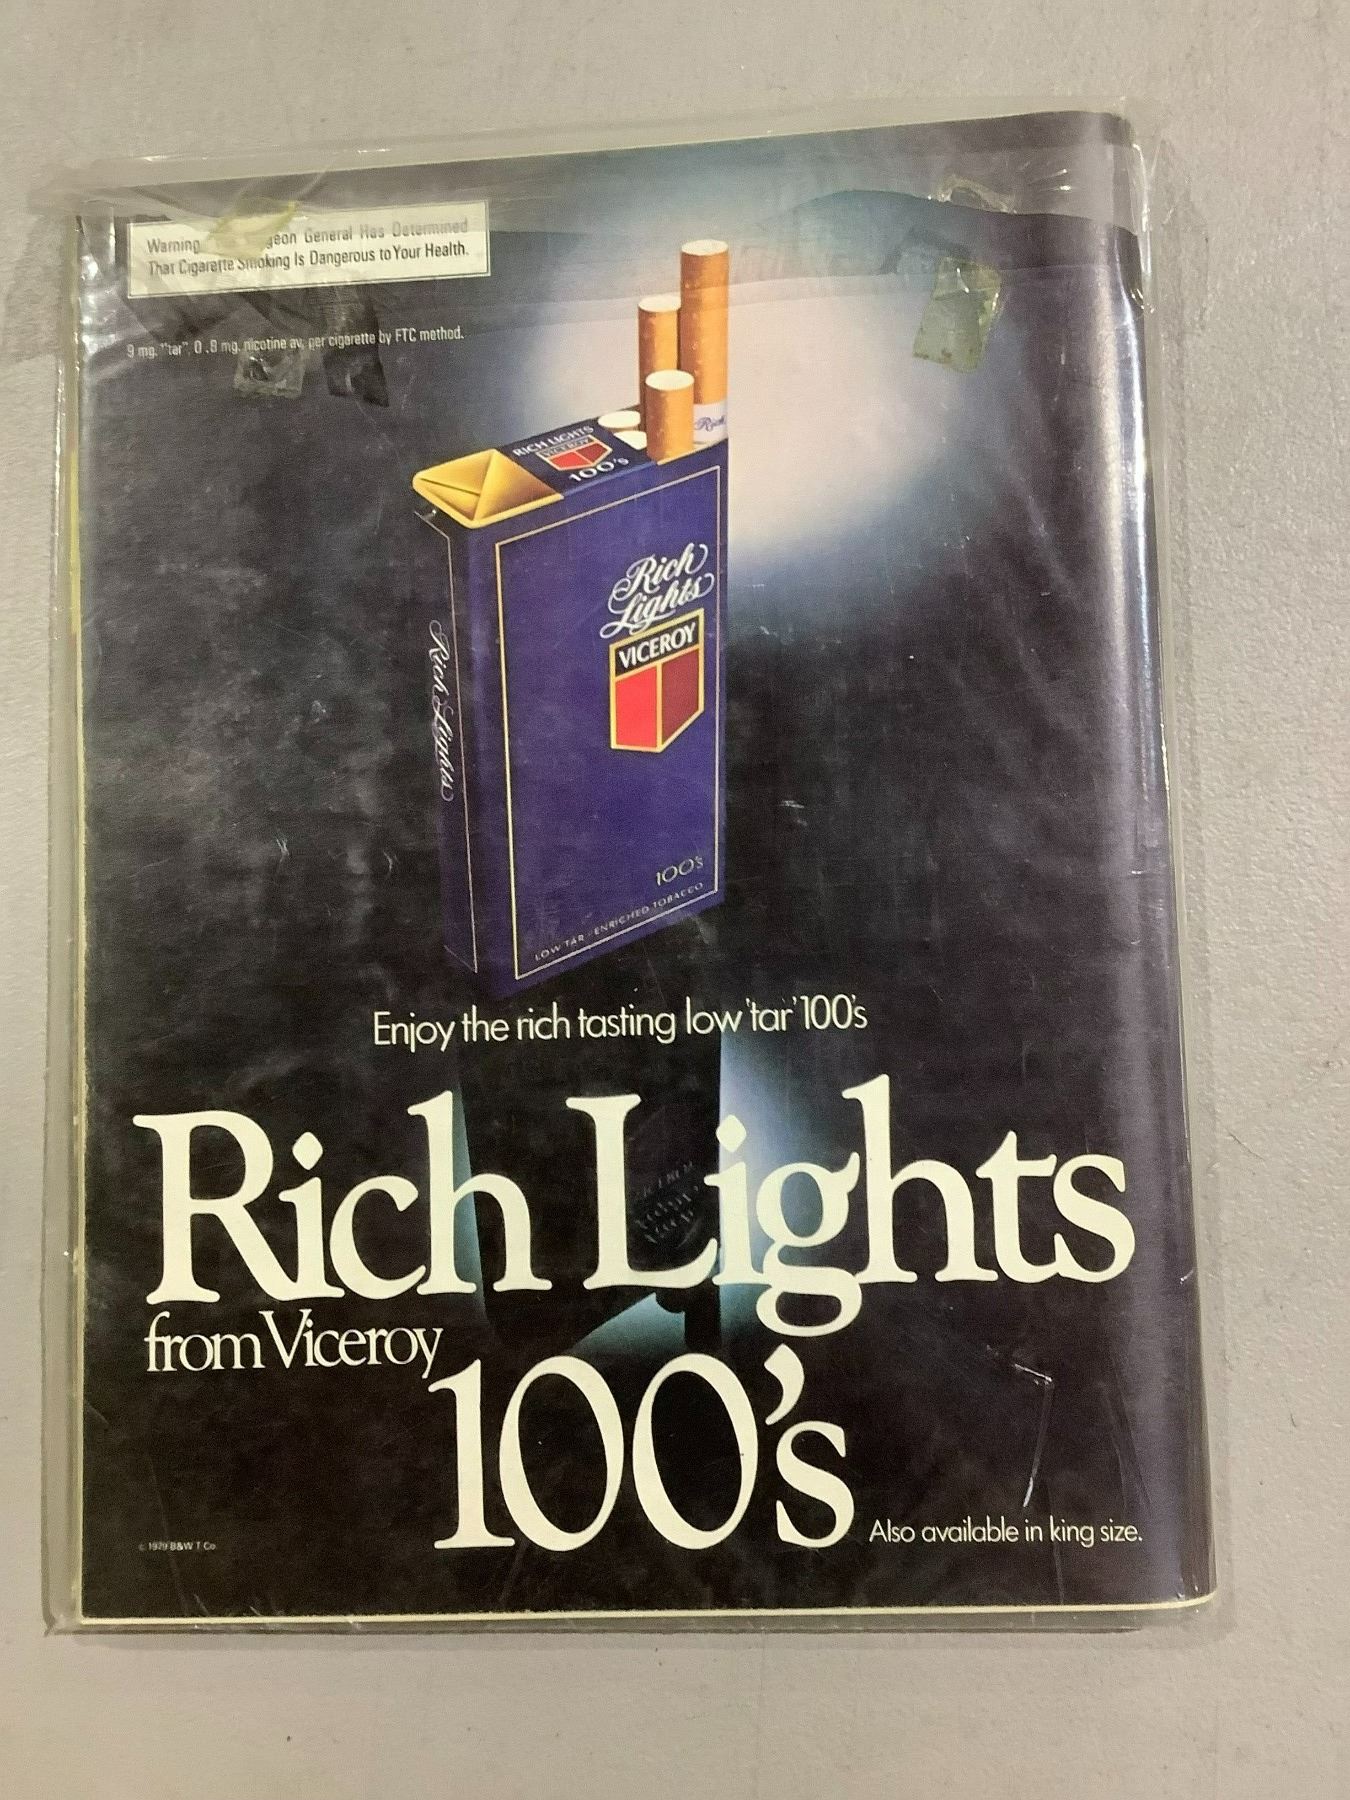 Warning geon General Has Determined
That Cigarette Smoking Is Dangerous to Your Health.
9 mg. "tar", 0.8 mg. nicotine av. per cigarette by FTC method.
Rich
RICH LIGHTS
VICEROY
100's
Rich
Lights
VICEROY
Rich Lights
100's
LOW TAR · ENRICHED TOBACCO
Enjoy the rich tasting low 'tar' 100's
Rich Lights
from Viceroy
100's
Also available in king size.
© 1979 B&W T Co.